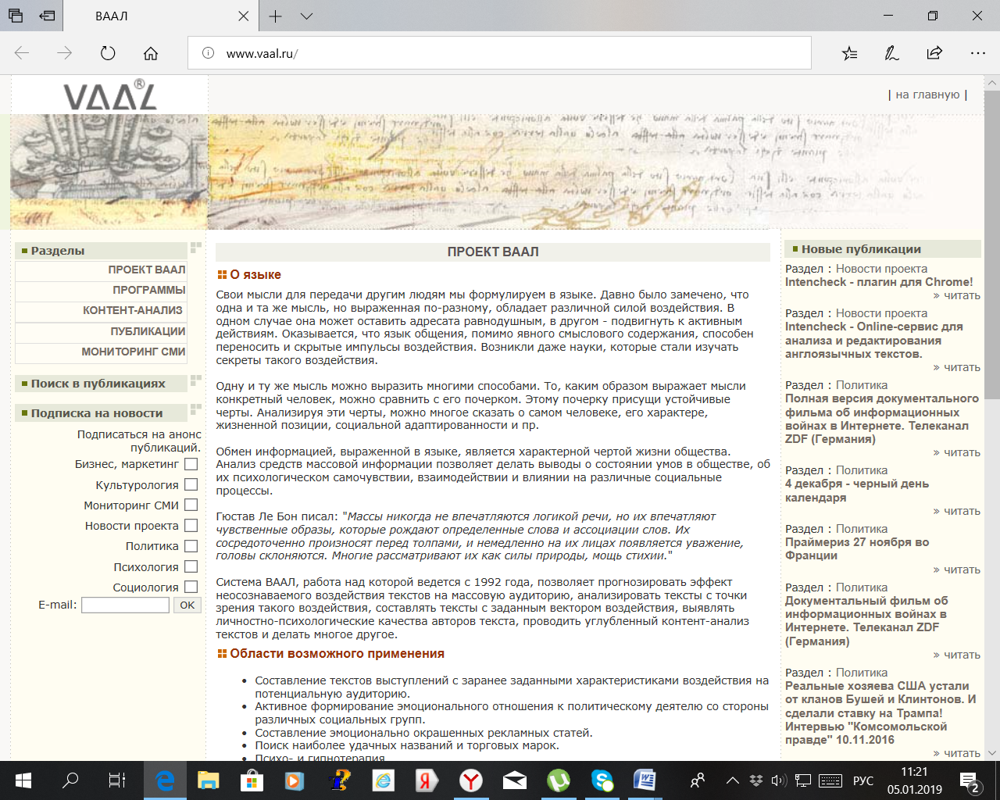 ВААЛ
www.vaal.ru/
VAAL®
| на главную |
Разделы
ПРОЕКТ ВААЛ
ПРОГРАММЫ
КОНТЕНТ-АНАЛИЗ
ПУБЛИКАЦИИ
МОНИТОРИНГ СМИ
Поиск в публикациях
Подписка на новости
Подписаться на анонс
публикаций.
Бизнес, маркетинг
Культурология
Мониторинг СМИ
Новости проекта
Политика
Психология
Социология
E-mail: OK
ПРОЕКТ ВААЛ
О языке
Свои мысли для передачи другим людям мы формулируем в языке. Давно было замечено, что
одна и та же мысль, но выраженная по-разному, обладает различной силой воздействия. В
одном случае она может оставить адресата равнодушным, в другом - подвигнуть к активным
действиям. Оказывается, что язык общения, помимо явного смыслового содержания, способен
переносить и скрытые импульсы воздействия. Возникли даже науки, которые стали изучать
секреты такого воздействия.
Одну и ту же мысль можно выразить многими способами. То, каким образом выражает мысли
конкретный человек, можно сравнить с его почерком. Этому почерку присущи устойчивые
черты. Анализируя эти черты, можно многое сказать о самом человеке, его характере,
жизненной позиции, социальной адаптированности и пр.
Обмен информацией, выраженной в языке, является характерной чертой жизни общества.
Анализ средств массовой информации позволяет делать выводы о состоянии умов в обществе, об
их психологическом самочувствии, взаимодействии и влиянии на различные социальные
процессы.
Гюстав Ле Бон писал: "Массы никогда не впечатляются логикой речи, но их впечатляют
чувственные образы, которые рождают определенные слова и ассоциации слов. Их
сосредоточенно произносят перед толпами, и немедленно на их лицах появляется уважение,
головы склоняются. Многие рассматривают их как силы природы, мощь стихии."
Система ВААЛ, работа над которой ведется с 1992 года, позволяет прогнозировать эффект
неосознаваемого воздействия текстов на массовую аудиторию, анализировать тексты с точки
зрения такого воздействия, составлять тексты с заданным вектором воздействия, выявлять
личностно-психологические качества авторов текста, проводить углубленный контент-анализ
текстов и делать многое другое.
Области возможного применения
• Составление текстов выступлений с заранее заданными характеристиками воздействия на
потенциальную аудиторию.
• Активное формирование эмоционального отношения к политическому деятелю со стороны
различных социальных групп.
• Составление эмоционально окрашенных рекламных статей.
• Поиск наиболее удачных названий и торговых марок.
• Психо- и гипнотерапия
Новые публикации
Раздел : Новости проекта
Intencheck - плагин для Chrome!
» читать
Раздел : Новости проекта
Intencheck - Online-сервис для
анализа и редактирования
англоязычных текстов.
» читать
Раздел : Политика
Полная версия документального
фильма об информационных
войнах в Интернете. Телеканал
ZDF (Германия)
» читать
Раздел : Политика
4 декабря - черный день
календаря
» читать
Раздел : Политика
Праймериз 27 ноября во
Франции
» читать
Раздел : Политика
Документальный фильм об
информационных войнах в
Интернете. Телеканал ZDF
(Германия)
» читать
Раздел : Политика
Реальные хозяева США устали
от кланов Бушей и Клинтонов. И
сделали ставку на Трампа!
Интервью "Комсомольской
правде" 10.11.2016
» читать
РУС
11:21
05.01.2019
2